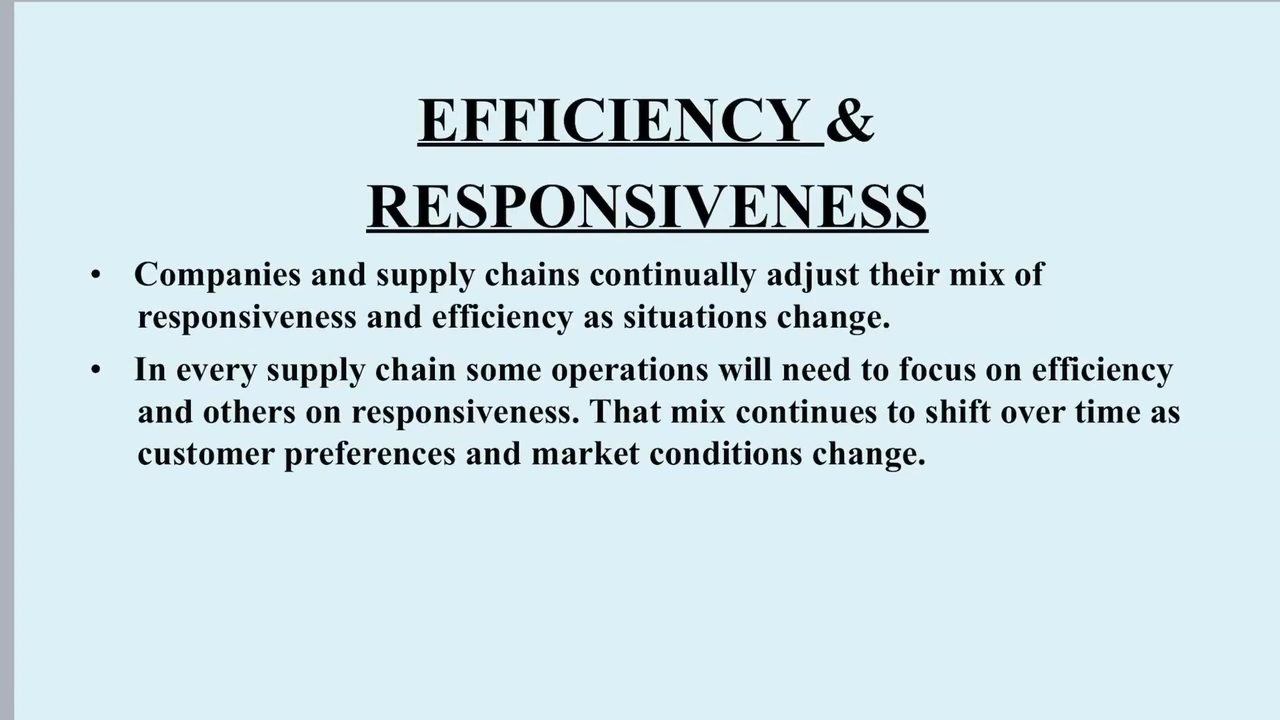 EFFICIENCY &
RESPONSIVENESS
• Companies and supply chains continually adjust their mix of
responsiveness and efficiency as situations change.
• In every supply chain some operations will need to focus on efficiency
and others on responsiveness. That mix continues to shift over time as
customer preferences and market conditions change.